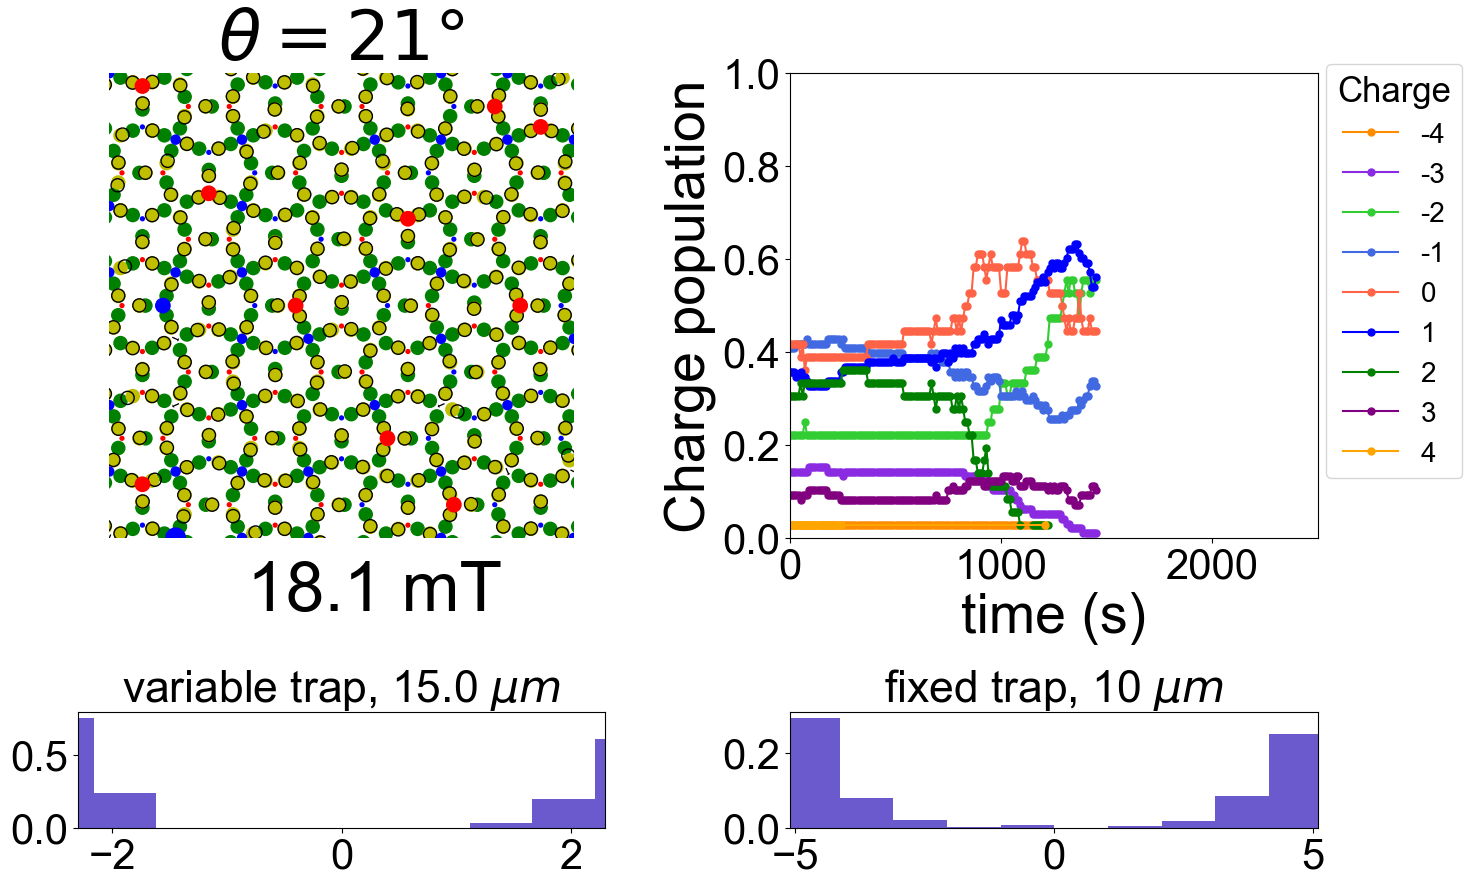 θ = 21°
18.1 mT
Charge population
1.0
0.8
0.6
0.4
0.2
0.0
0 1000 2000
time (s)
Charge
-4
-3
-2
-1
0
1
2
3
4
variable trap, 15.0 μm
0.5
0.0
−2 0 2
fixed trap, 10 μm
0.2
0.0
−5 0 5